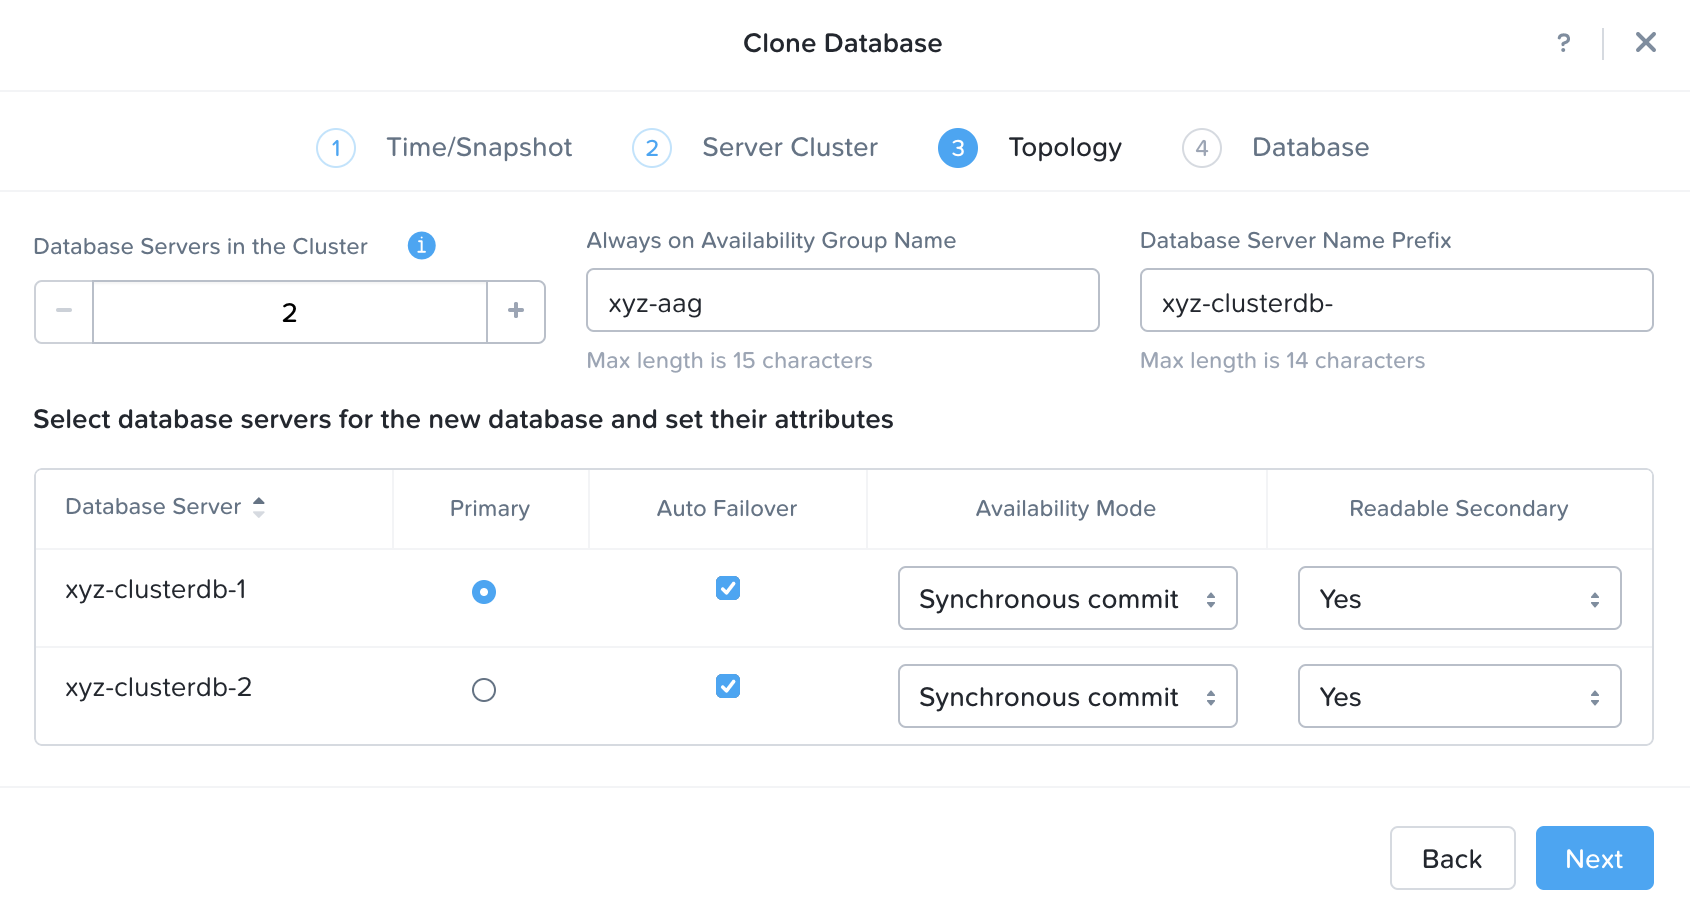 Clone Database
?
1 Time/Snapshot 2 Server Cluster 3 Topology 4 Database
Database Servers in the Cluster i
2
Always on Availability Group Name
xyz-aag
Max length is 15 characters
Database Server Name Prefix
xyz-clusterdb-
Max length is 14 characters
Select database servers for the new database and set their attributes
Database Server Primary Auto Failover Availability Mode Readable Secondary
xyz-clusterdb-1 Synchronous commit Yes
xyz-clusterdb-2 Synchronous commit Yes
Back Next